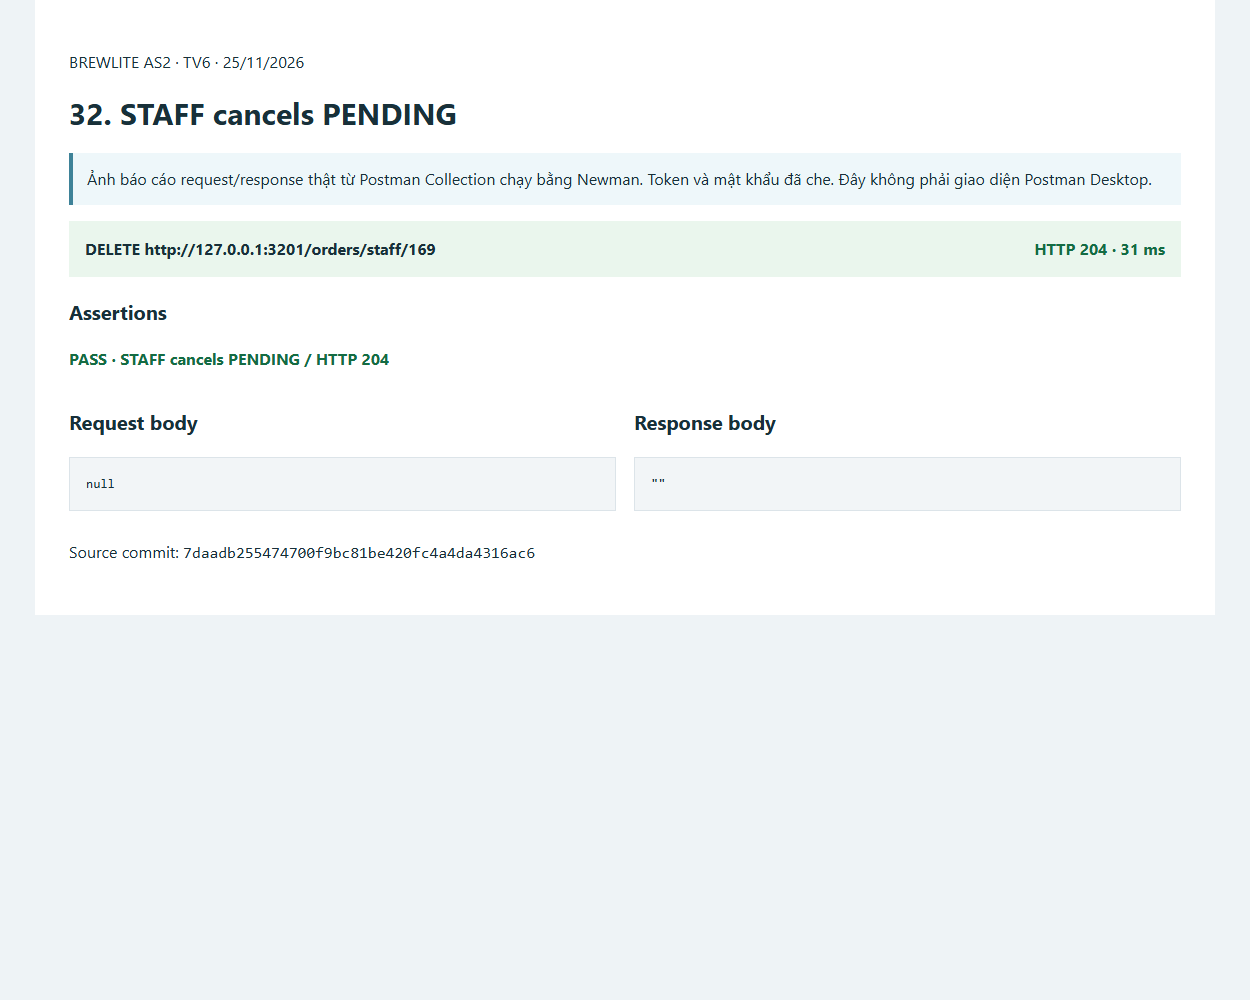 BREWLITE AS2 · TV6 · 25/11/2026
32. STAFF cancels PENDING
Ảnh báo cáo request/response thật từ Postman Collection chạy bằng Newman. Token và mật khẩu đã che. Đây không phải giao diện Postman Desktop.
DELETE http://127.0.0.1:3201/orders/staff/169
HTTP 204 · 31 ms
Assertions
PASS · STAFF cancels PENDING / HTTP 204
Request body
null
Response body
""
Source commit: 7daadb255474700f9bc81be420fc4a4da4316ac6